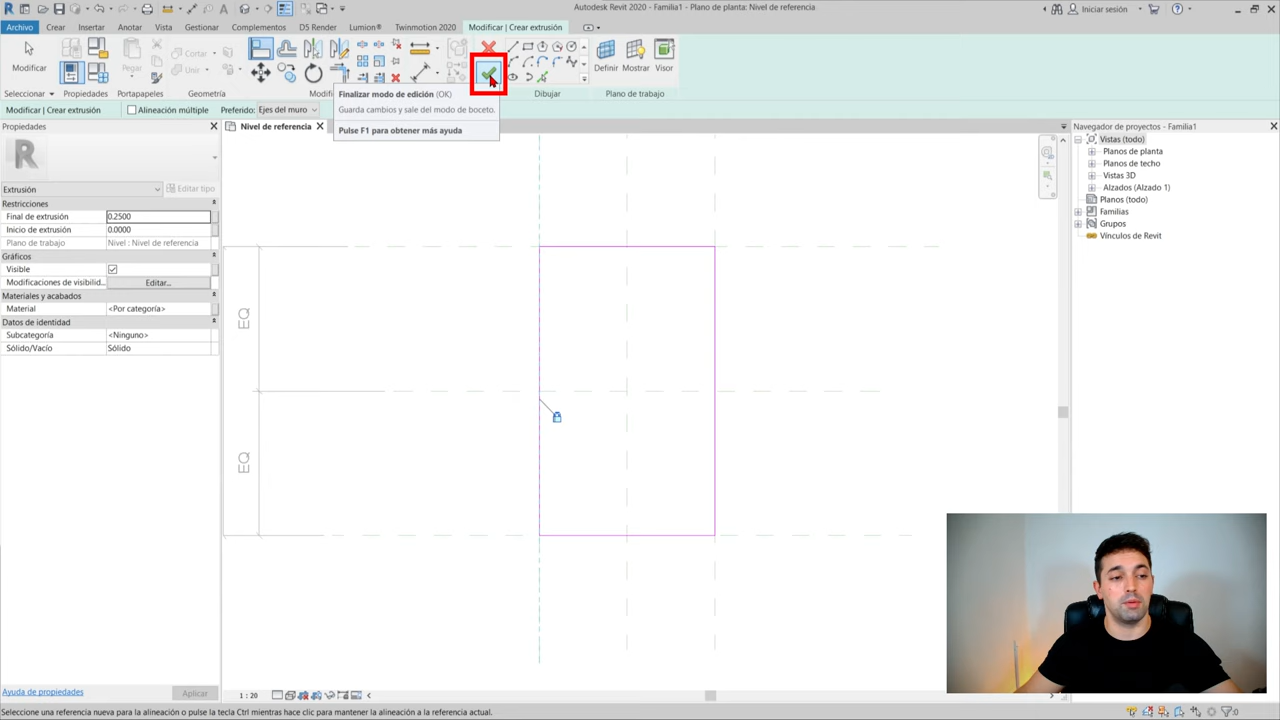 Autodesk Revit 2020 - Plano de planta: Nivel de referencia
Iniciar sesión
Archivo Crear Insertar Anotar Vista Gestionar Complementos D5 Render Lumion® Twinmotion 2020 Modificar | Crear extrusión
Modificar Pegar Cortar Unir Definir Mostrar Visor
Seleccionar Propiedades Portapapeles Geometría Modifi Dibujar Plano de trabajo
Finalizar modo de edición (OK)
Guarda cambios y sale del modo de boceto.
Pulse F1 para obtener más ayuda
Modificar | Crear extrusión Alineación múltiple Preferido: Ejes del muro
Propiedades
R
Extrusión Editar tipo
Restricciones
Final de extrusión 0.2500
Inicio de extrusión 0.0000
Plano de trabajo Nivel : Nivel de referencia
Gráficos
Visible
Modificaciones de visibilid... Editar...
Materiales y acabados
Material <Por categoría>
Datos de identidad
Subcategoría <Ninguno>
Sólido/Vacío Sólido
Ayuda de propiedades Aplicar
Nivel de referencia
EQ
EQ
1 : 20
Navegador de proyectos - Familia1
Vistas (todo)
Planos de planta
Planos de techo
Vistas 3D
Alzados (Alzado 1)
Planos (todo)
Familias
Grupos
Vínculos de Revit
Seleccione una referencia nueva para la alineación o pulse la tecla Ctrl mientras hace clic para mantener la alineación a la referencia actual.
:0